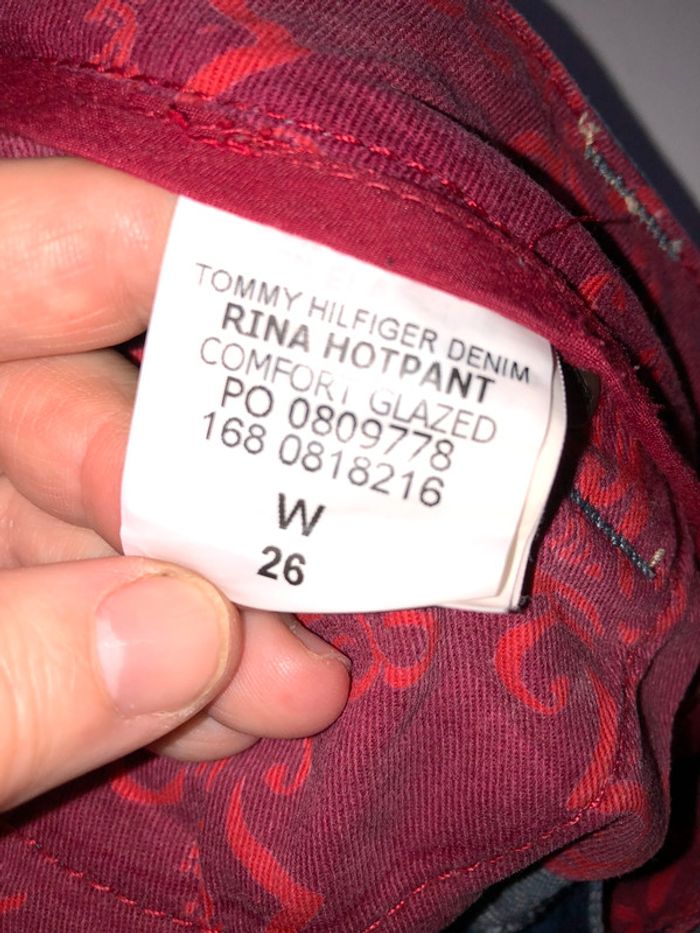 TOMMY HILFIGER DENIM
RINA HOTPANT
COMFORT GLAZED
PO 0809778
168 0818216
W
26